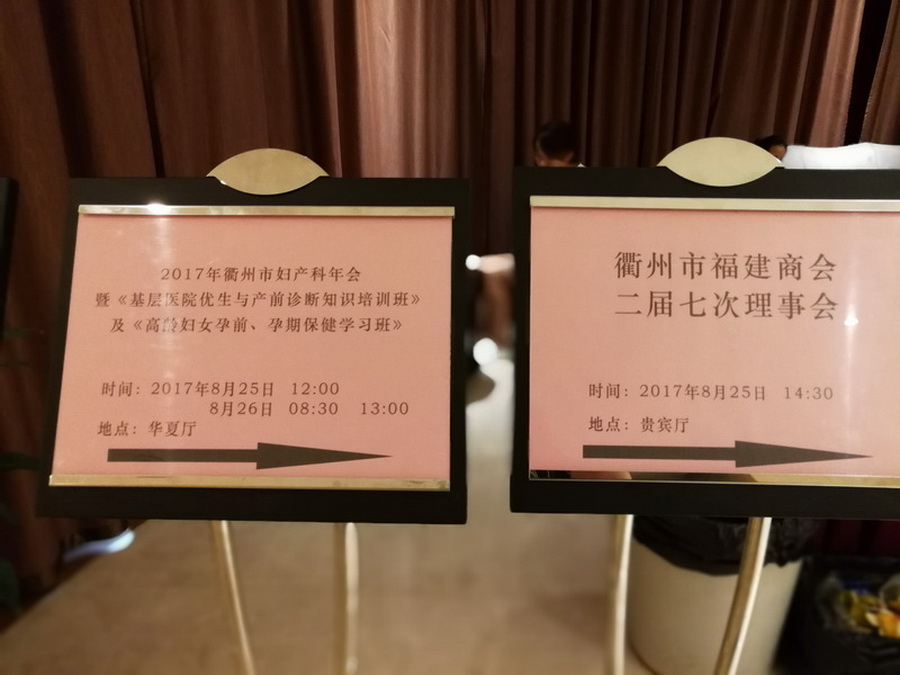 2017年衢州市妇产科年会
暨《基层医院优生与产前诊断知识培训班》
及《高龄妇女孕前、孕期保健学习班》
时间：2017年8月25日 12:00
8月26日 08:30 13:00
地点：华夏厅
衢州市福建商会
二届七次理事会
时间：2017年8月25日 14:30
地点：贵宾厅